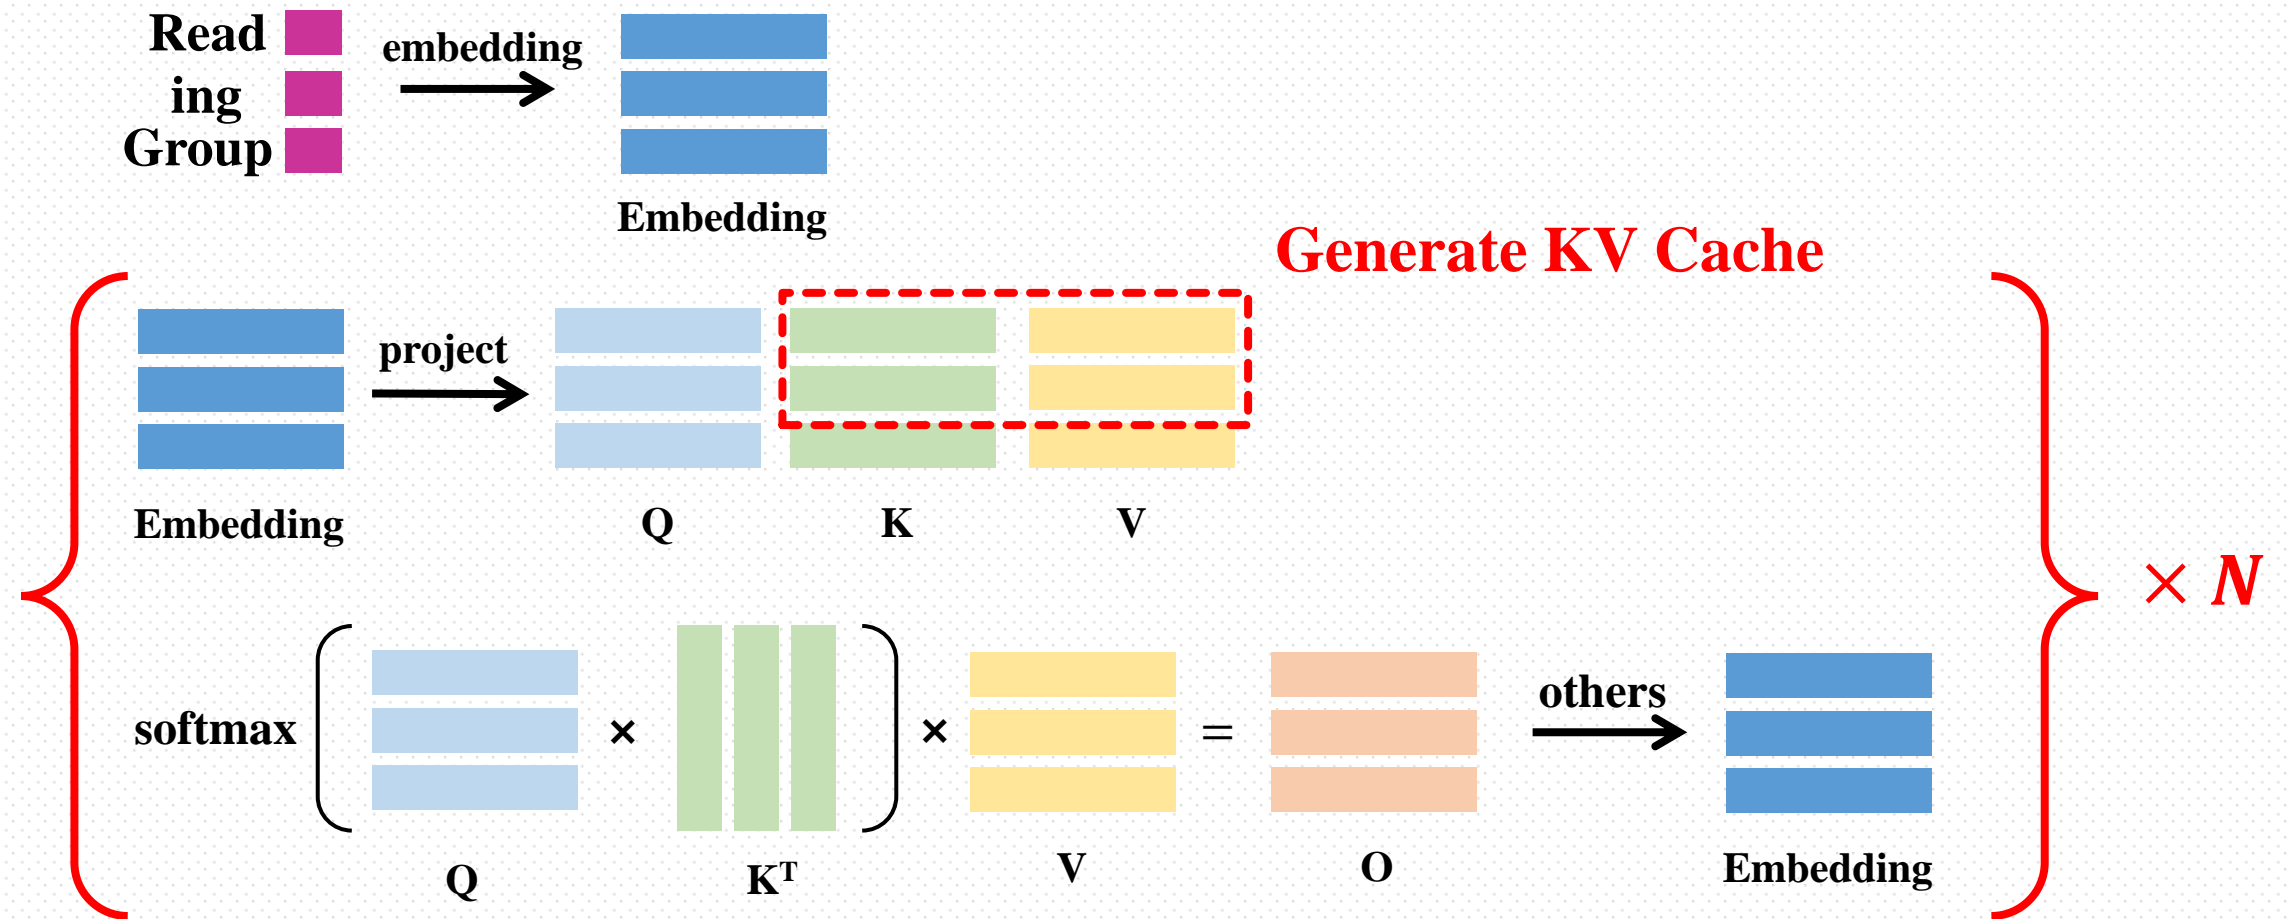 Read
embedding
ing
Group
Embedding
Generate KV Cache
project
Embedding
Q
K
V
× N
softmax
×
×
=
others
Q
Kᵀ
V
O
Embedding